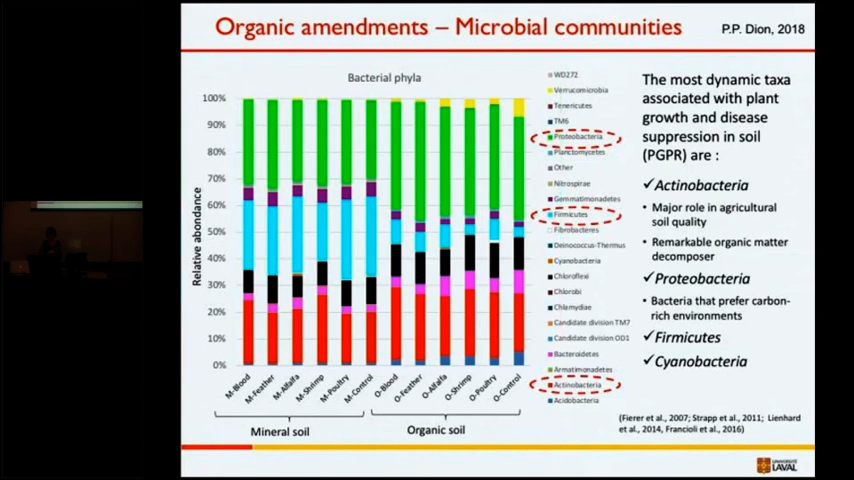 Organic amendments – Microbial communities
P.P. Dion, 2018
Bacterial phyla
100%
90%
80%
70%
60%
50%
40%
30%
20%
10%
0%
Relative abundance
M-Blood
M-Feather
M-Alfalfa
M-Shrimp
M-Poultry
M-Control
O-Blood
O-Feather
O-Alfalfa
O-Shrimp
O-Poultry
O-Control
Mineral soil
Organic soil
WD272
Verrucomicrobia
Tenericutes
TM6
Proteobacteria
Planctomycetes
Other
Nitrospirae
Gemmatimonadetes
Firmicutes
Fibrobacteres
Deinococcus-Thermus
Cyanobacteria
Chloroflexi
Chlorobi
Chlamydiae
Candidate division TM7
Candidate division OD1
Bacteroidetes
Armatimonadetes
Actinobacteria
Acidobacteria
The most dynamic taxa
associated with plant
growth and disease
suppression in soil
(PGPR) are :
✓Actinobacteria
• Major role in agricultural
soil quality
• Remarkable organic matter
decomposer
✓Proteobacteria
• Bacteria that prefer carbon-
rich environments
✓Firmicutes
✓Cyanobacteria
(Fierer et al., 2007; Strapp et al., 2011; Lienhard
et al., 2014, Francioli et al., 2016)
UNIVERSITÉ
LAVAL